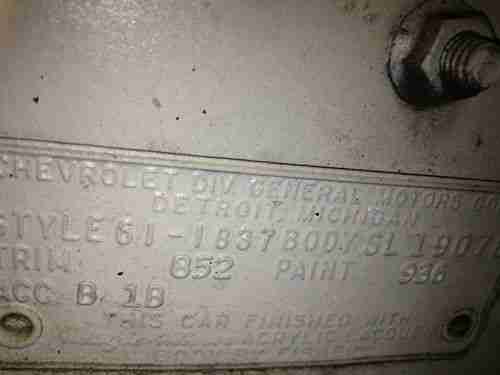 CHEVROLET DIV. GENERAL MOTORS
DETROIT, MICHIGAN
STYLE 61-1837 BODY SL 1907
TRIM 852 PAINT 936
ACC. B 1B
THIS CAR FINISHED WITH
ACRYLIC